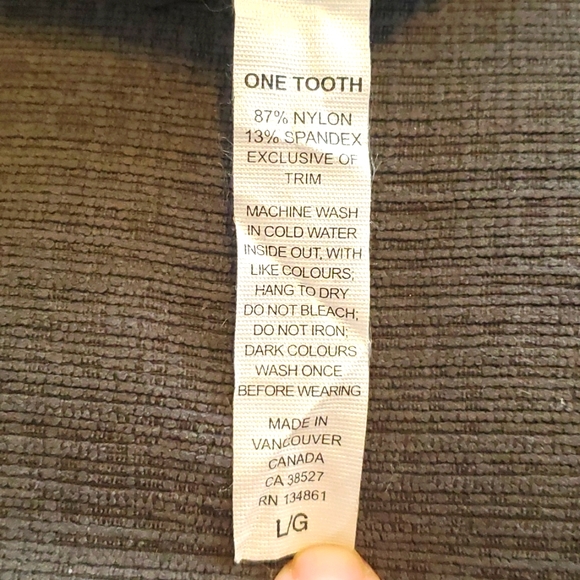 ONE TOOTH
87% NYLON
13% SPANDEX
EXCLUSIVE OF
TRIM
MACHINE WASH
IN COLD WATER
INSIDE OUT, WITH
LIKE COLOURS;
HANG TO DRY
DO NOT BLEACH;
DO NOT IRON;
DARK COLOURS
WASH ONCE
BEFORE WEARING
MADE IN
VANCOUVER
CANADA
CA 38527
RN 134861
L/G